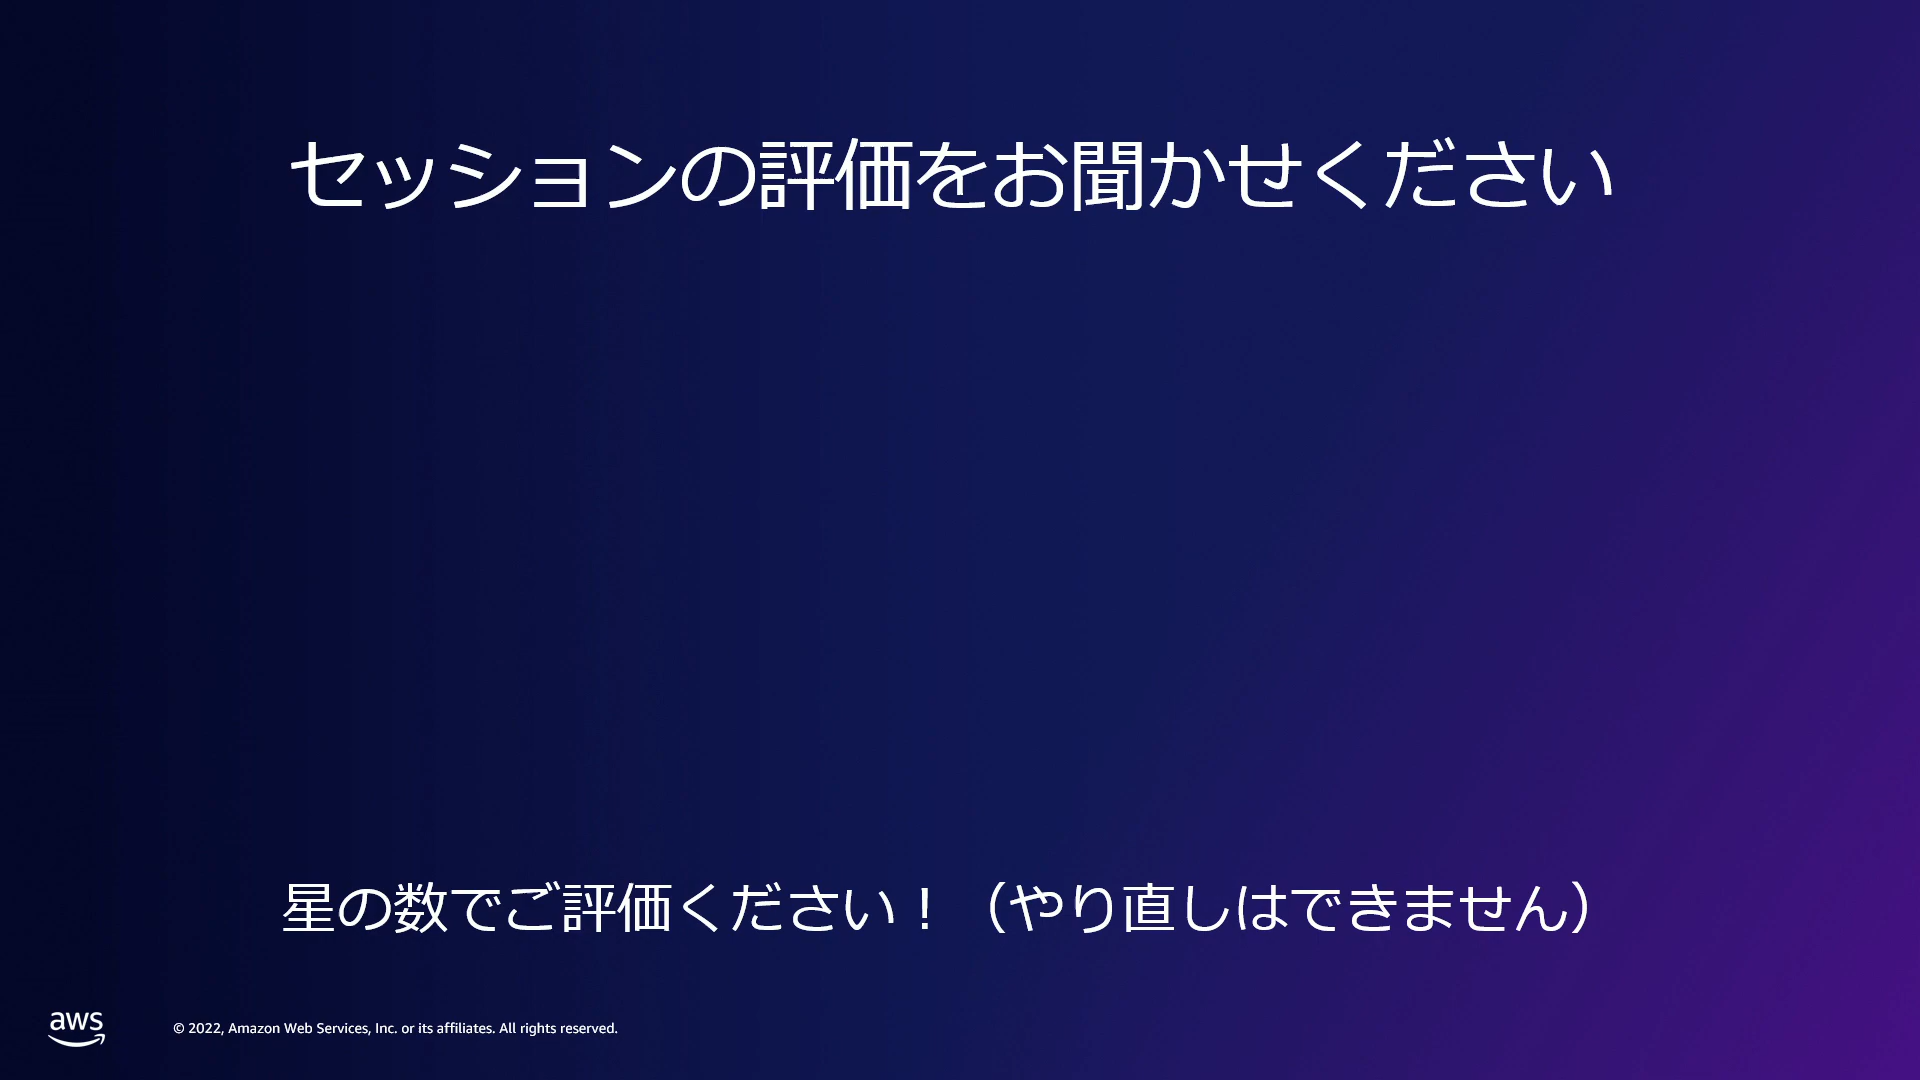 セッションの評価をお聞かせください
星の数でご評価ください！（やり直しはできません）
aws
© 2022, Amazon Web Services, Inc. or its affiliates. All rights reserved.